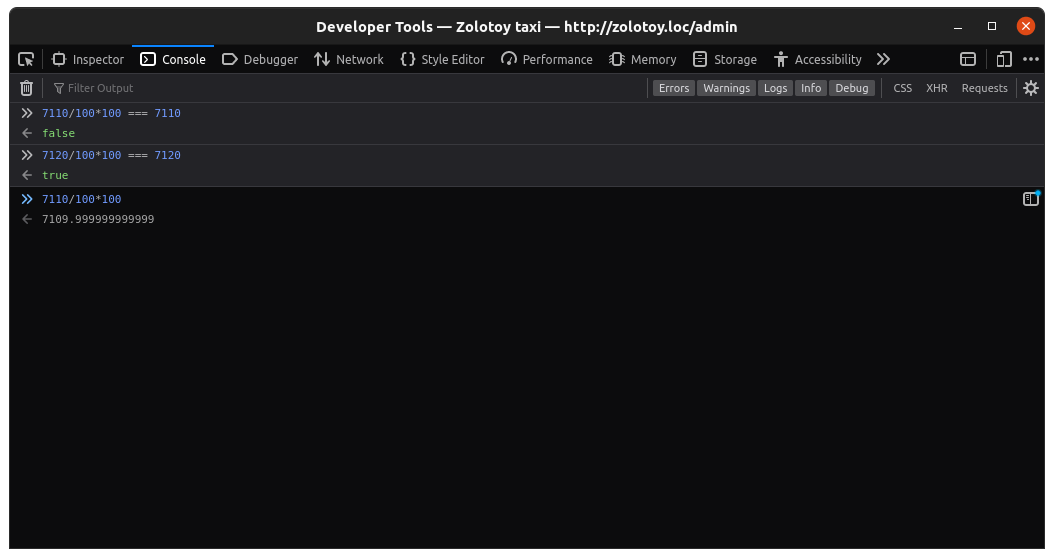 Developer Tools — Zolotoy taxi — http://zolotoy.loc/admin
Inspector Console Debugger Network Style Editor Performance Memory Storage Accessibility
Filter Output Errors Warnings Logs Info Debug CSS XHR Requests
7110/100*100 === 7110
false
7120/100*100 === 7120
true
7110/100*100
7109.999999999999